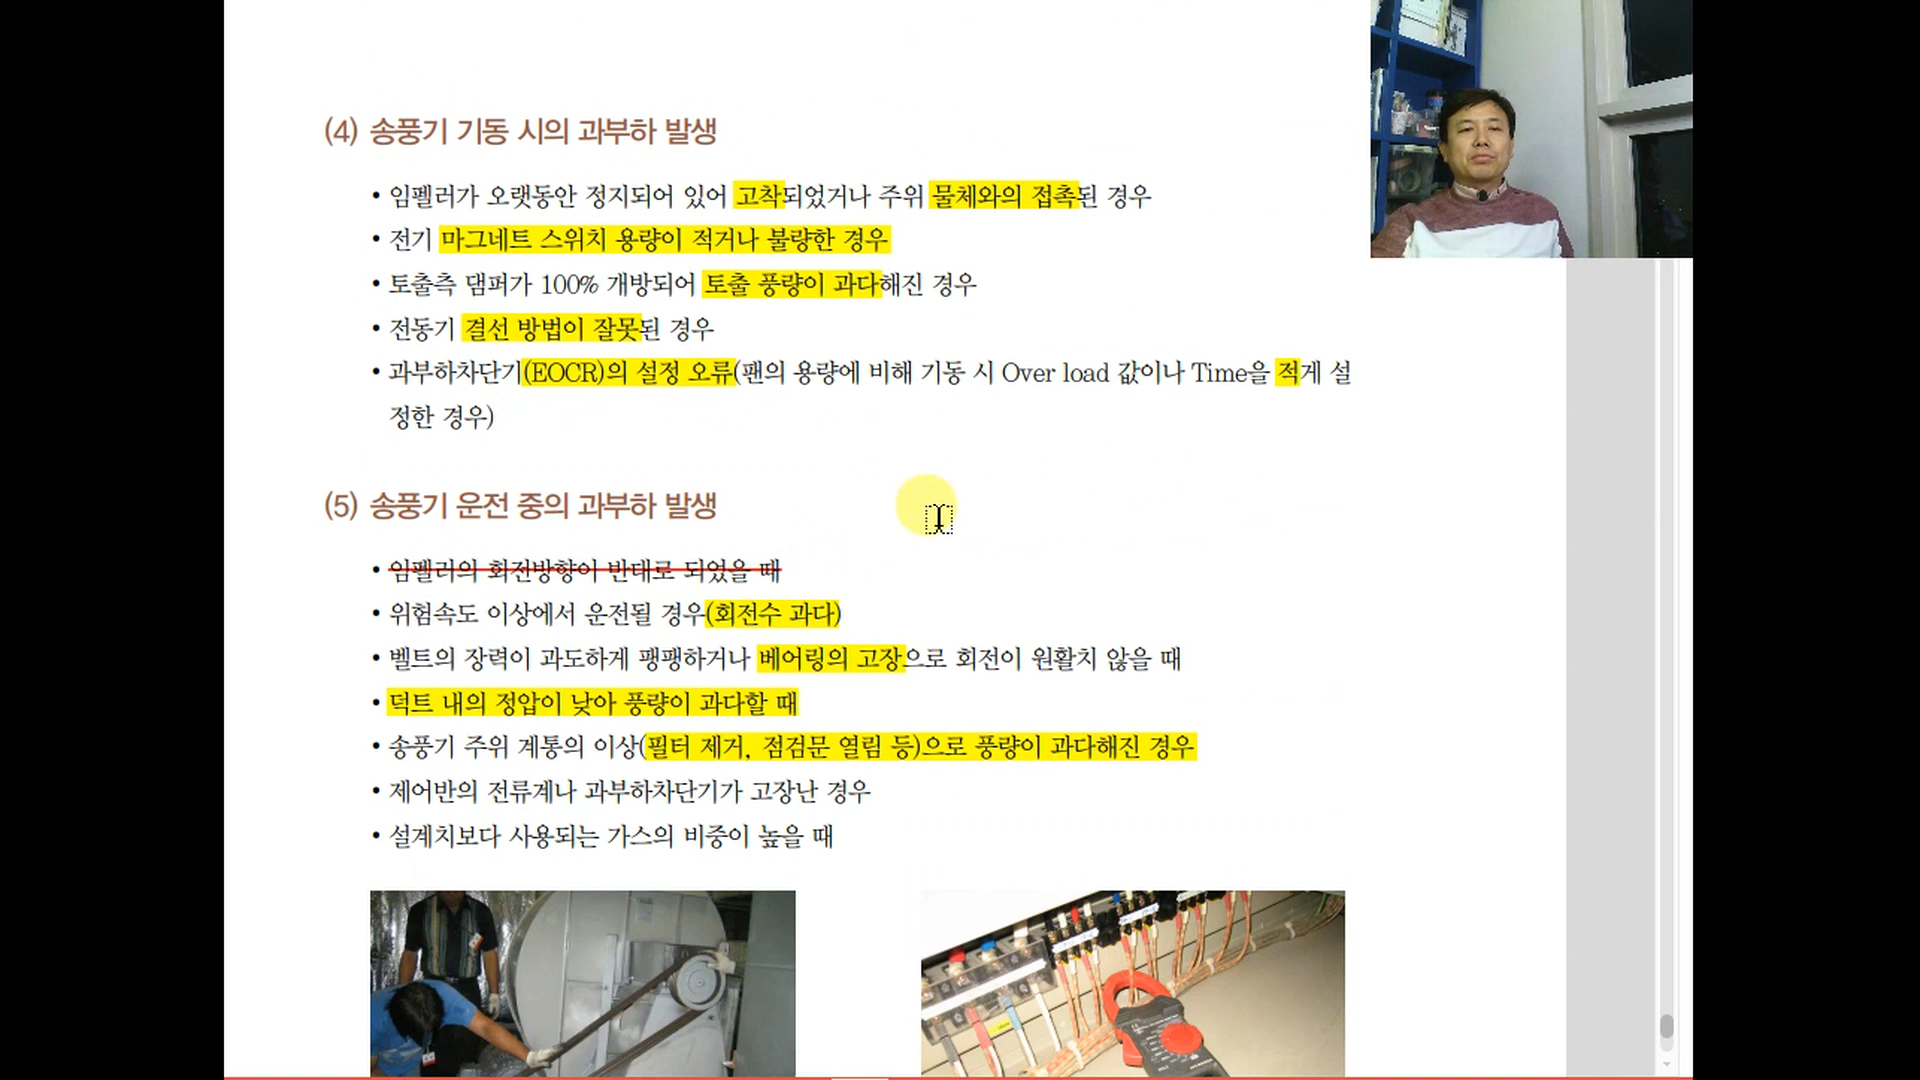 (4) 송풍기 기동 시의 과부하 발생
• 임펠러가 오랫동안 정지되어 있어 고착되었거나 주위 물체와의 접촉된 경우
• 전기 마그네트 스위치 용량이 적거나 불량한 경우
• 토출측 댐퍼가 100% 개방되어 토출 풍량이 과다해진 경우
• 전동기 결선 방법이 잘못된 경우
• 과부하차단기(EOCR)의 설정 오류(팬의 용량에 비해 기동 시 Over load 값이나 Time을 적게 설
정한 경우)
(5) 송풍기 운전 중의 과부하 발생
• 임펠러의 회전방향이 반대로 되었을 때
• 위험속도 이상에서 운전될 경우(회전수 과다)
• 벨트의 장력이 과도하게 팽팽하거나 베어링의 고장으로 회전이 원활치 않을 때
• 덕트 내의 정압이 낮아 풍량이 과다할 때
• 송풍기 주위 계통의 이상(필터 제거, 점검문 열림 등)으로 풍량이 과다해진 경우
• 제어반의 전류계나 과부하차단기가 고장난 경우
• 설계치보다 사용되는 가스의 비중이 높을 때